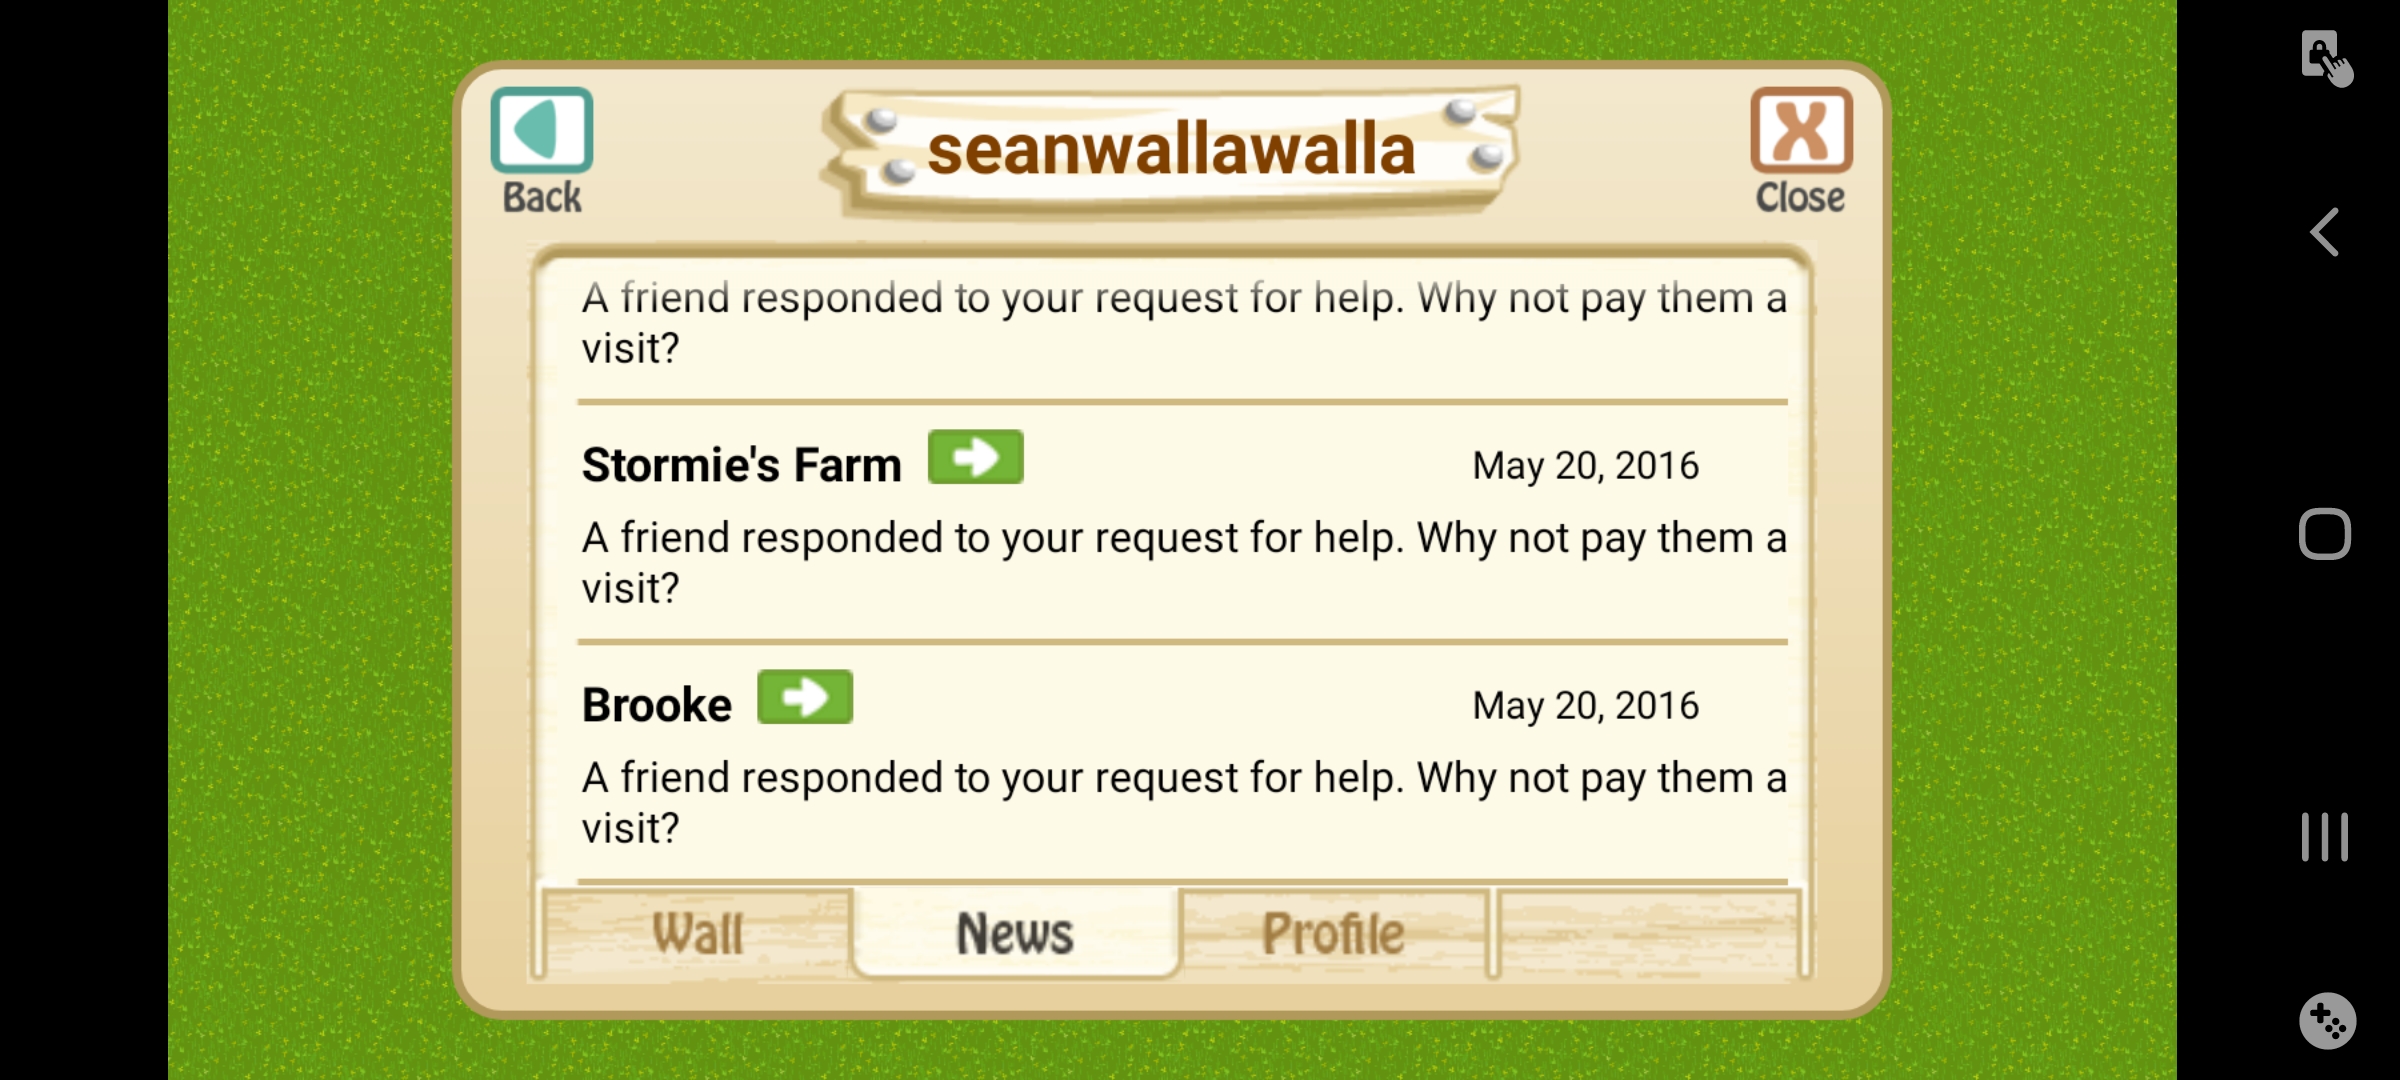 Back
seanwallawalla
Close
A friend responded to your request for help. Why not pay them a
visit?
Stormie's Farm
May 20, 2016
A friend responded to your request for help. Why not pay them a
visit?
Brooke
May 20, 2016
A friend responded to your request for help. Why not pay them a
visit?
Wall
News
Profile